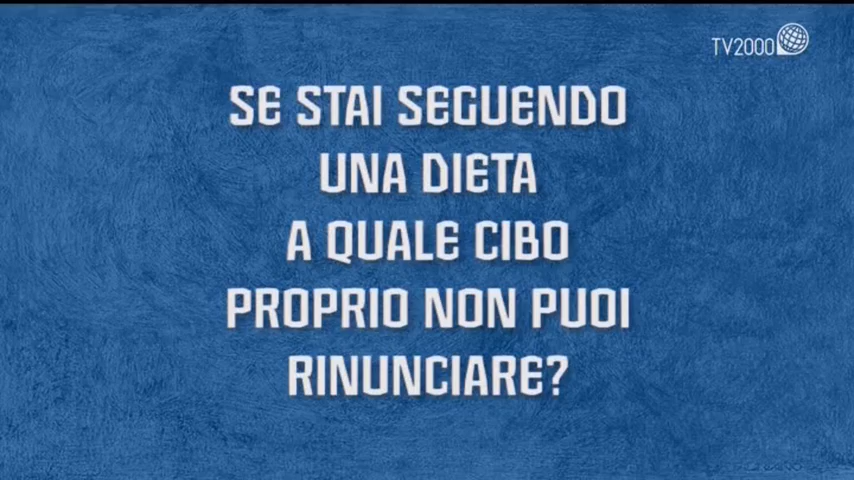 TV2000
SE STAI SEGUENDO
UNA DIETA
A QUALE CIBO
PROPRIO NON PUOI
RINUNCIARE?